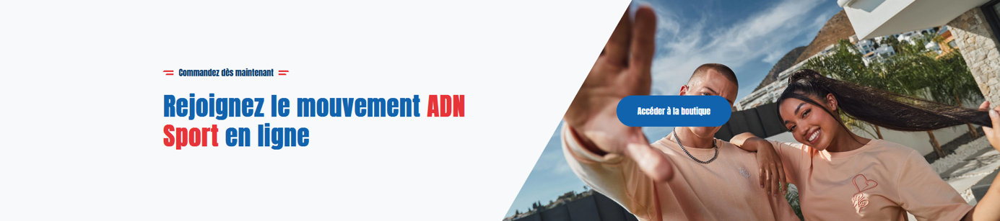 Commandez dès maintenant
Rejoignez le mouvement ADN
Sport en ligne
Accéder à la boutique